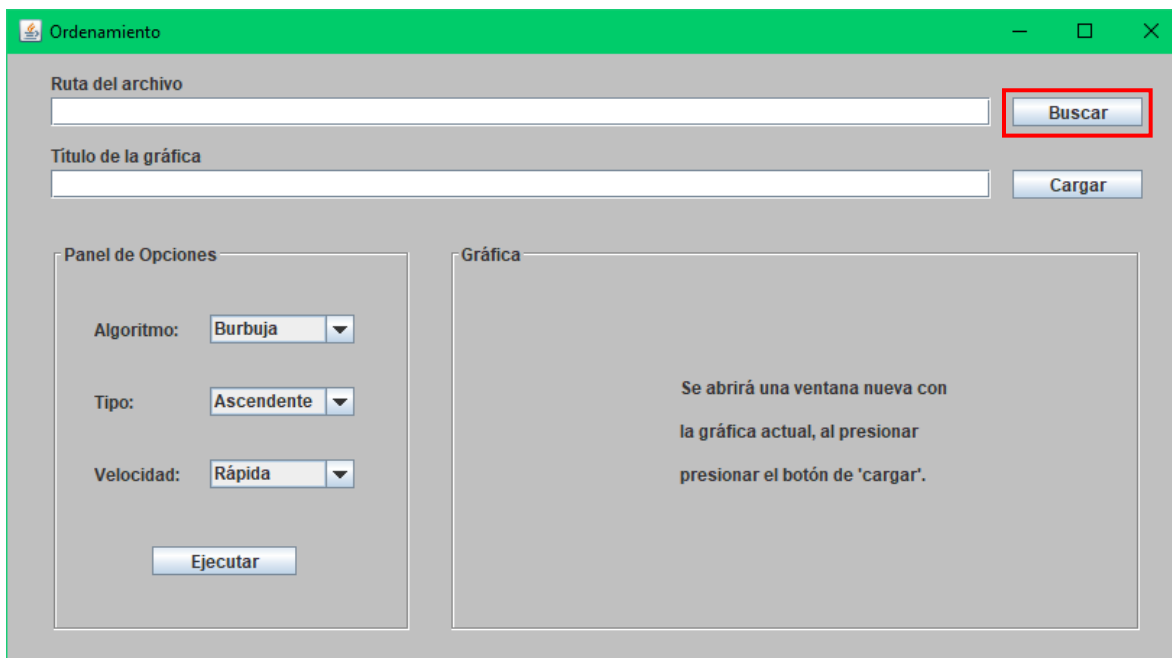 Ordenamiento
Ruta del archivo
Buscar
Título de la gráfica
Cargar
Panel de Opciones
Algoritmo: Burbuja
Tipo: Ascendente
Velocidad: Rápida
Ejecutar
Gráfica
Se abrirá una ventana nueva con
la gráfica actual, al presionar
presionar el botón de 'cargar'.